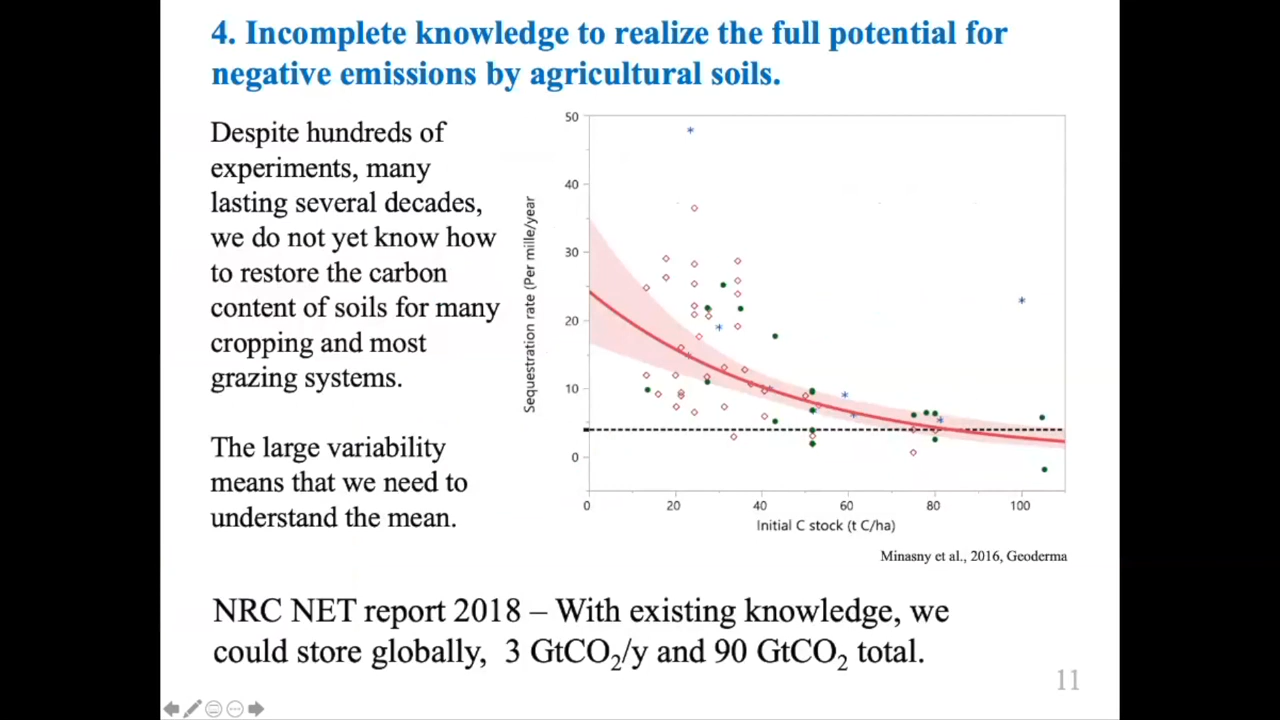 4. Incomplete knowledge to realize the full potential for
negative emissions by agricultural soils.
Despite hundreds of
experiments, many
lasting several decades,
we do not yet know how
to restore the carbon
content of soils for many
cropping and most
grazing systems.
The large variability
means that we need to
understand the mean.
Sequestration rate (Per mille/year
50
40
30
20
10
0
0 20 40 60 80 100
Initial C stock (t C/ha)
Minasny et al., 2016, Geoderma
NRC NET report 2018 – With existing knowledge, we
could store globally, 3 GtCO₂/y and 90 GtCO₂ total.
11